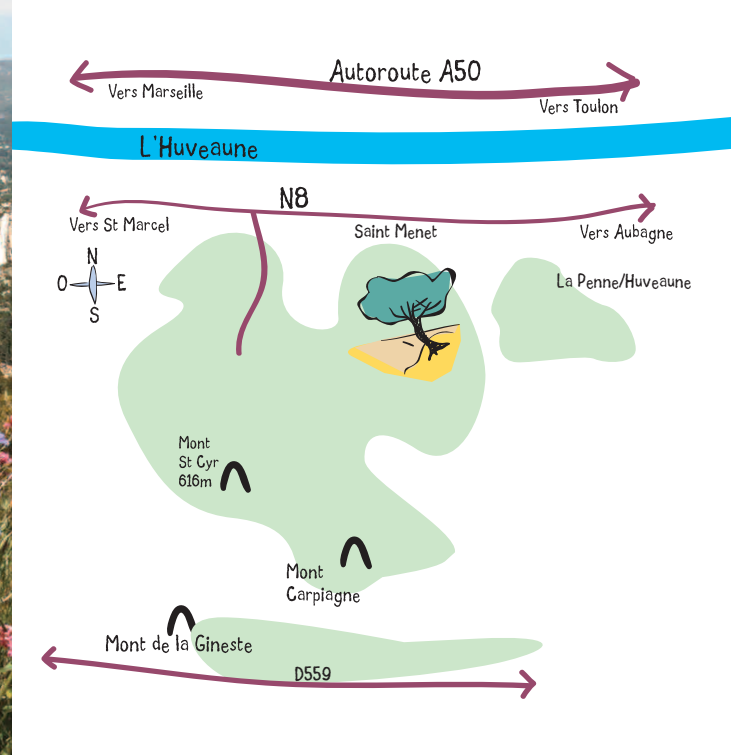 Autoroute A50
Vers Marseille
Vers Toulon
L'Huveaune
N8
Vers St Marcel
Saint Menet
Vers Aubagne
N
O
E
S
La Penne/Huveaune
Mont
St Cyr
616m
Mont
Carpiagne
Mont de la Gineste
D559